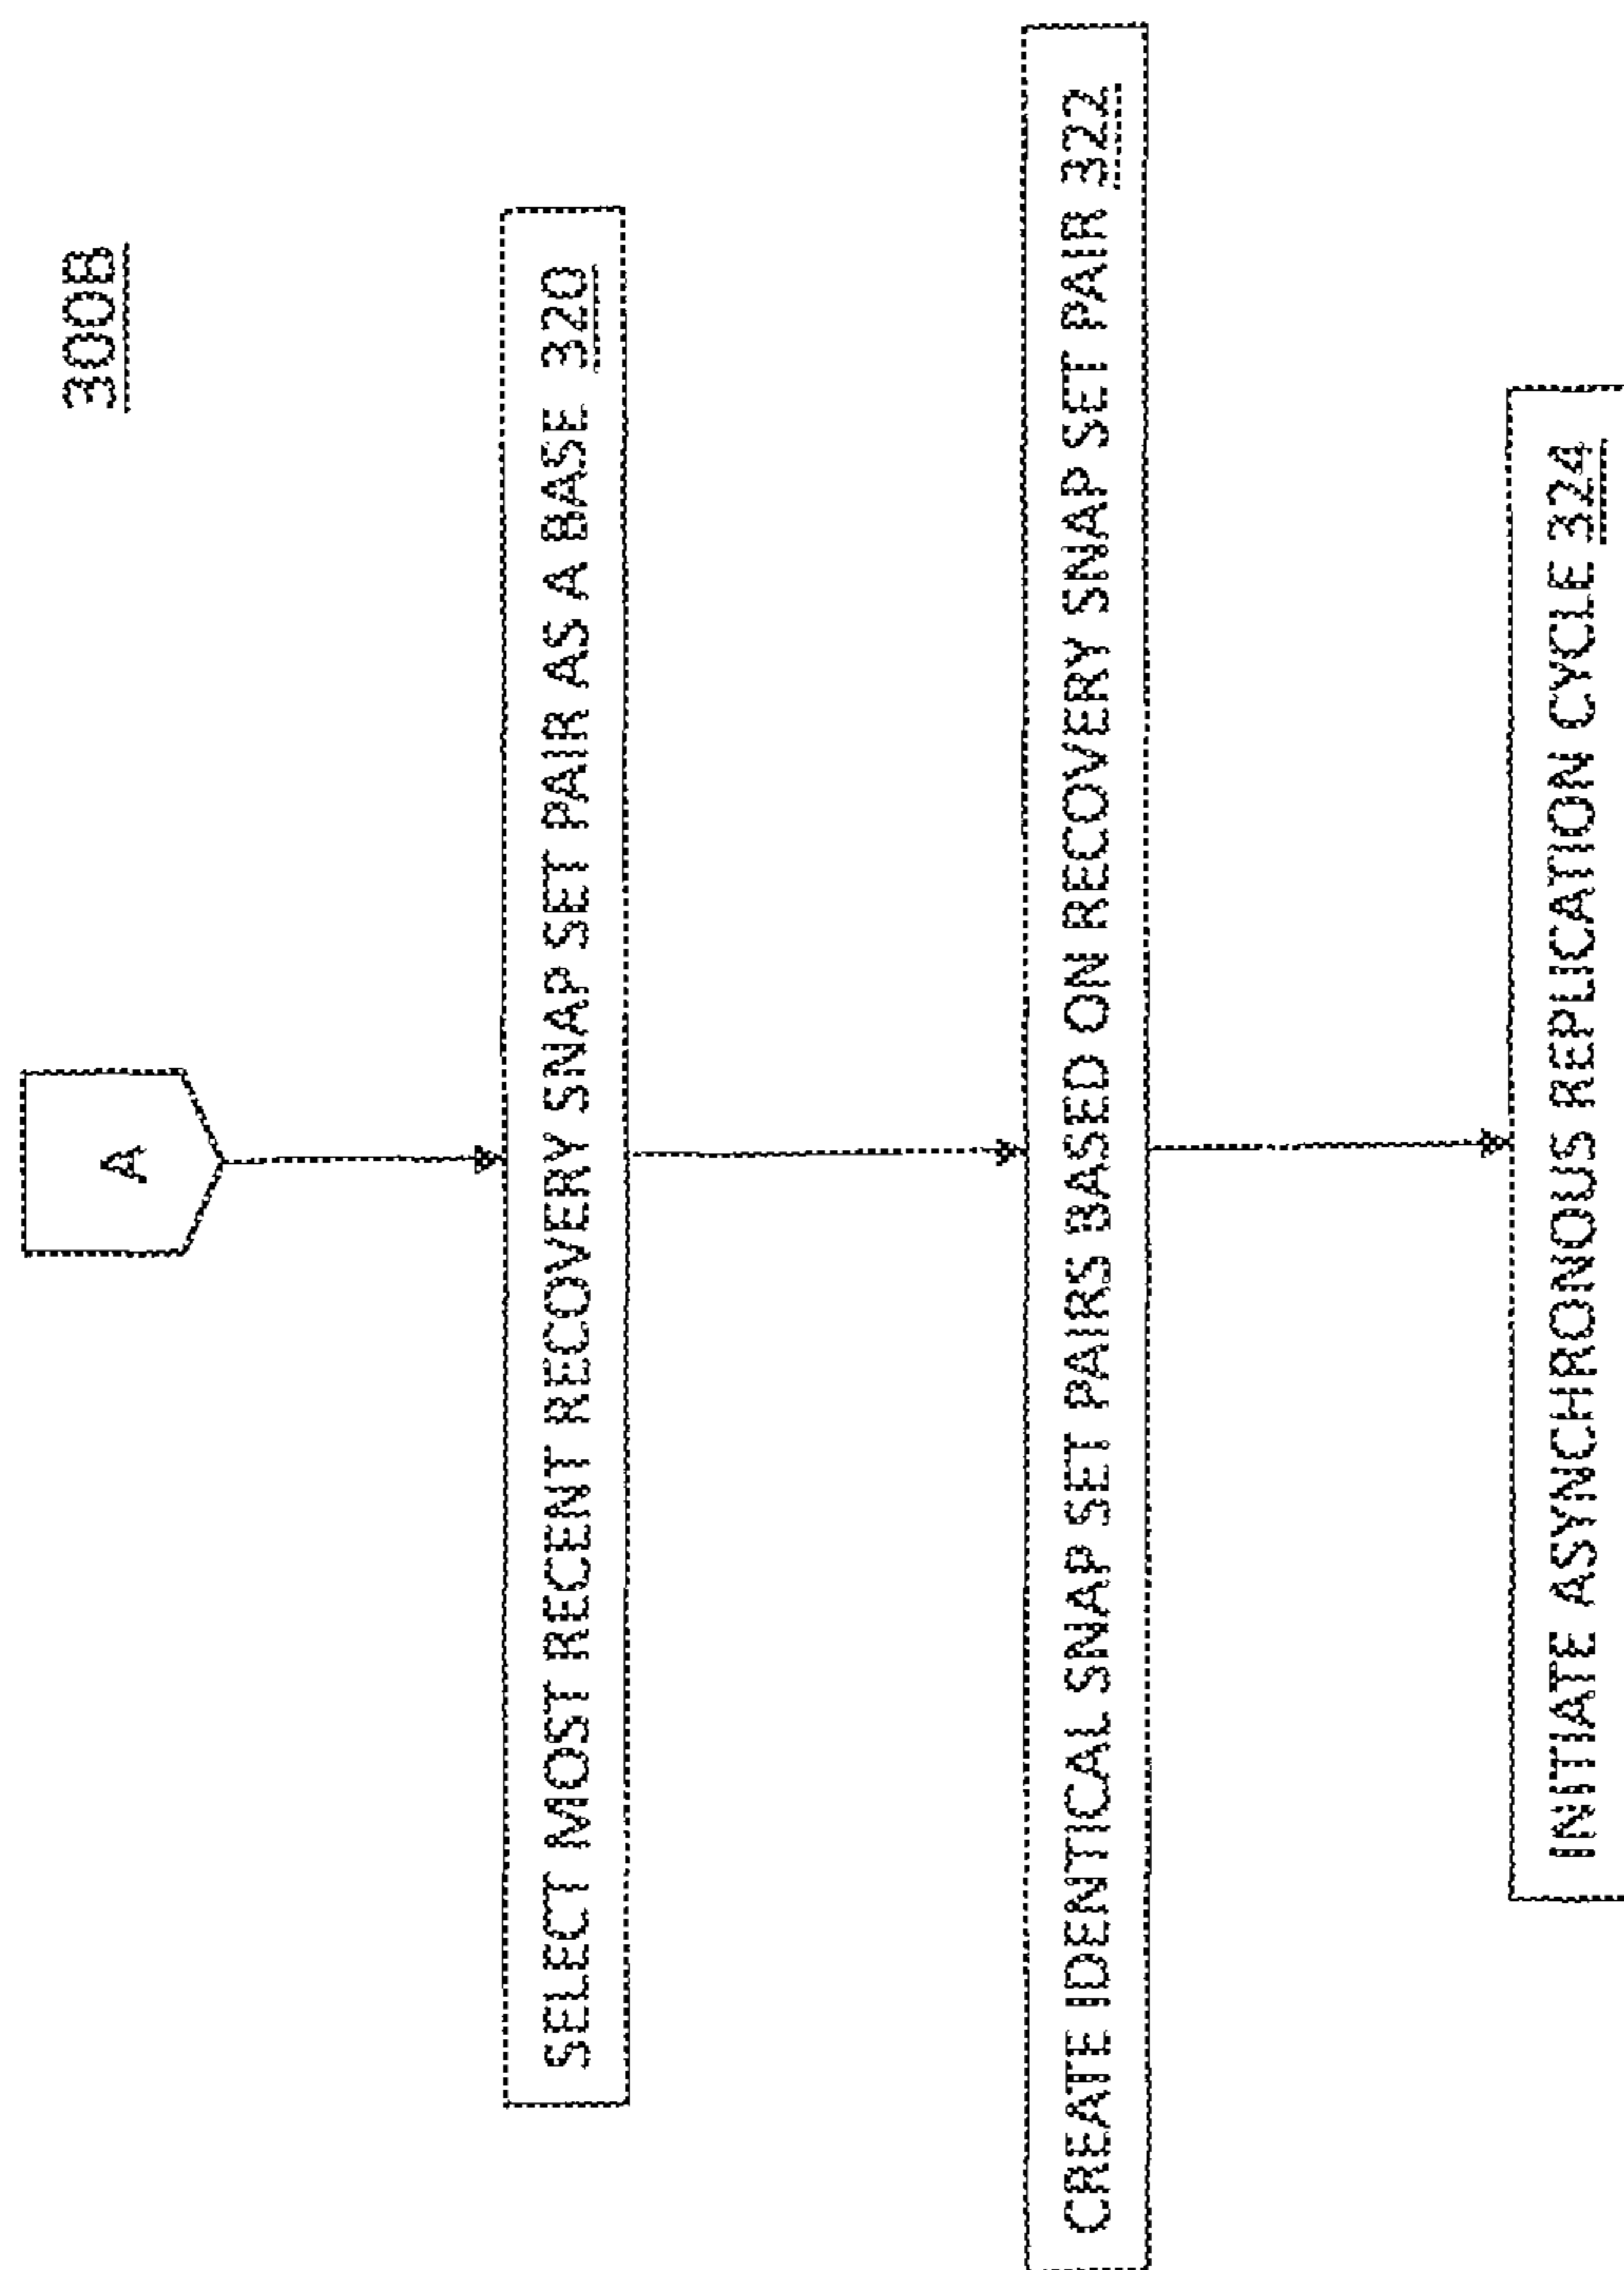 300B
A
SELECT MOST RECENT RECOVERY SNAP SET PAIR AS A BASE 320
CREATE IDENTICAL SNAP SET PAIRS BASED ON RECOVERY SNAP SET PAIR 322
INITIATE ASYNCHRONOUS REPLICATION CYCLE 324